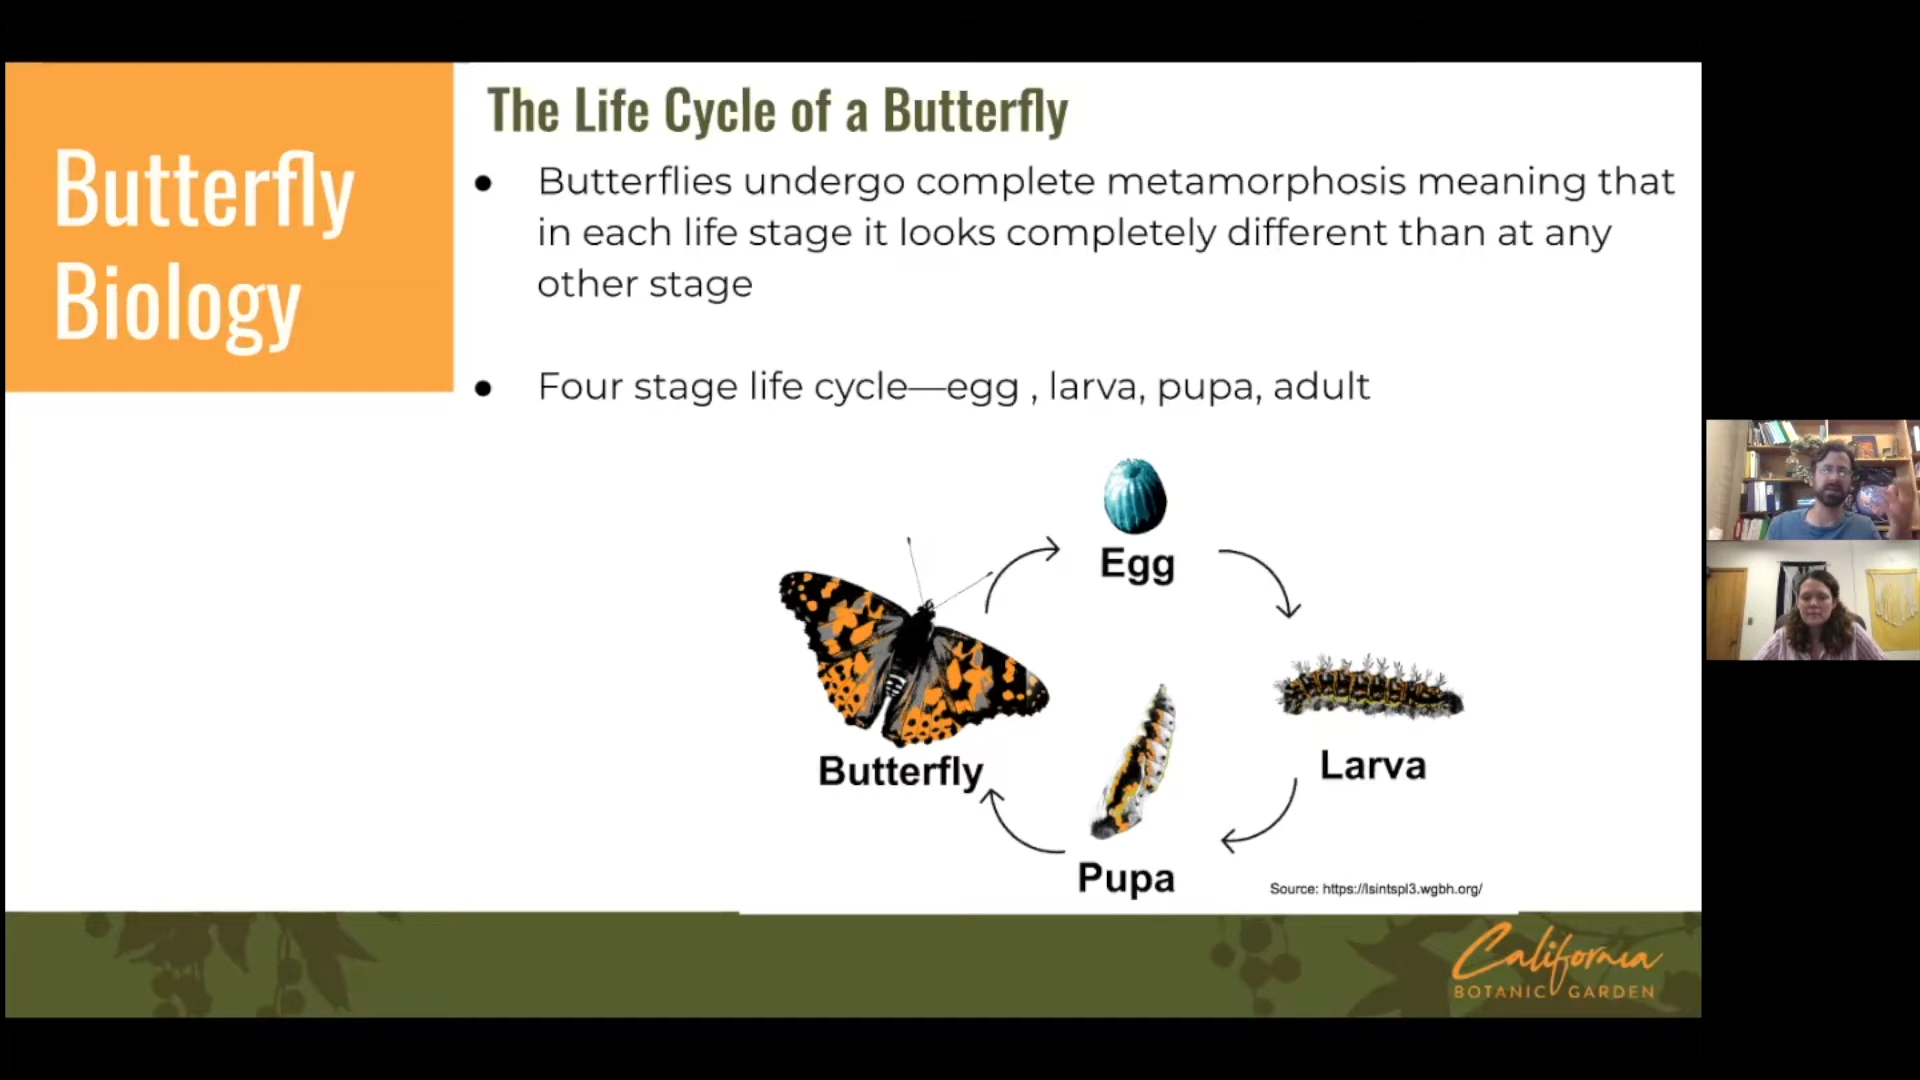 Butterfly
Biology
The Life Cycle of a Butterfly
● Butterflies undergo complete metamorphosis meaning that
in each life stage it looks completely different than at any
other stage
● Four stage life cycle—egg , larva, pupa, adult
Egg
Larva
Butterfly
Pupa
Source: https://lsintspl3.wgbh.org/
California
BOTANIC GARDEN